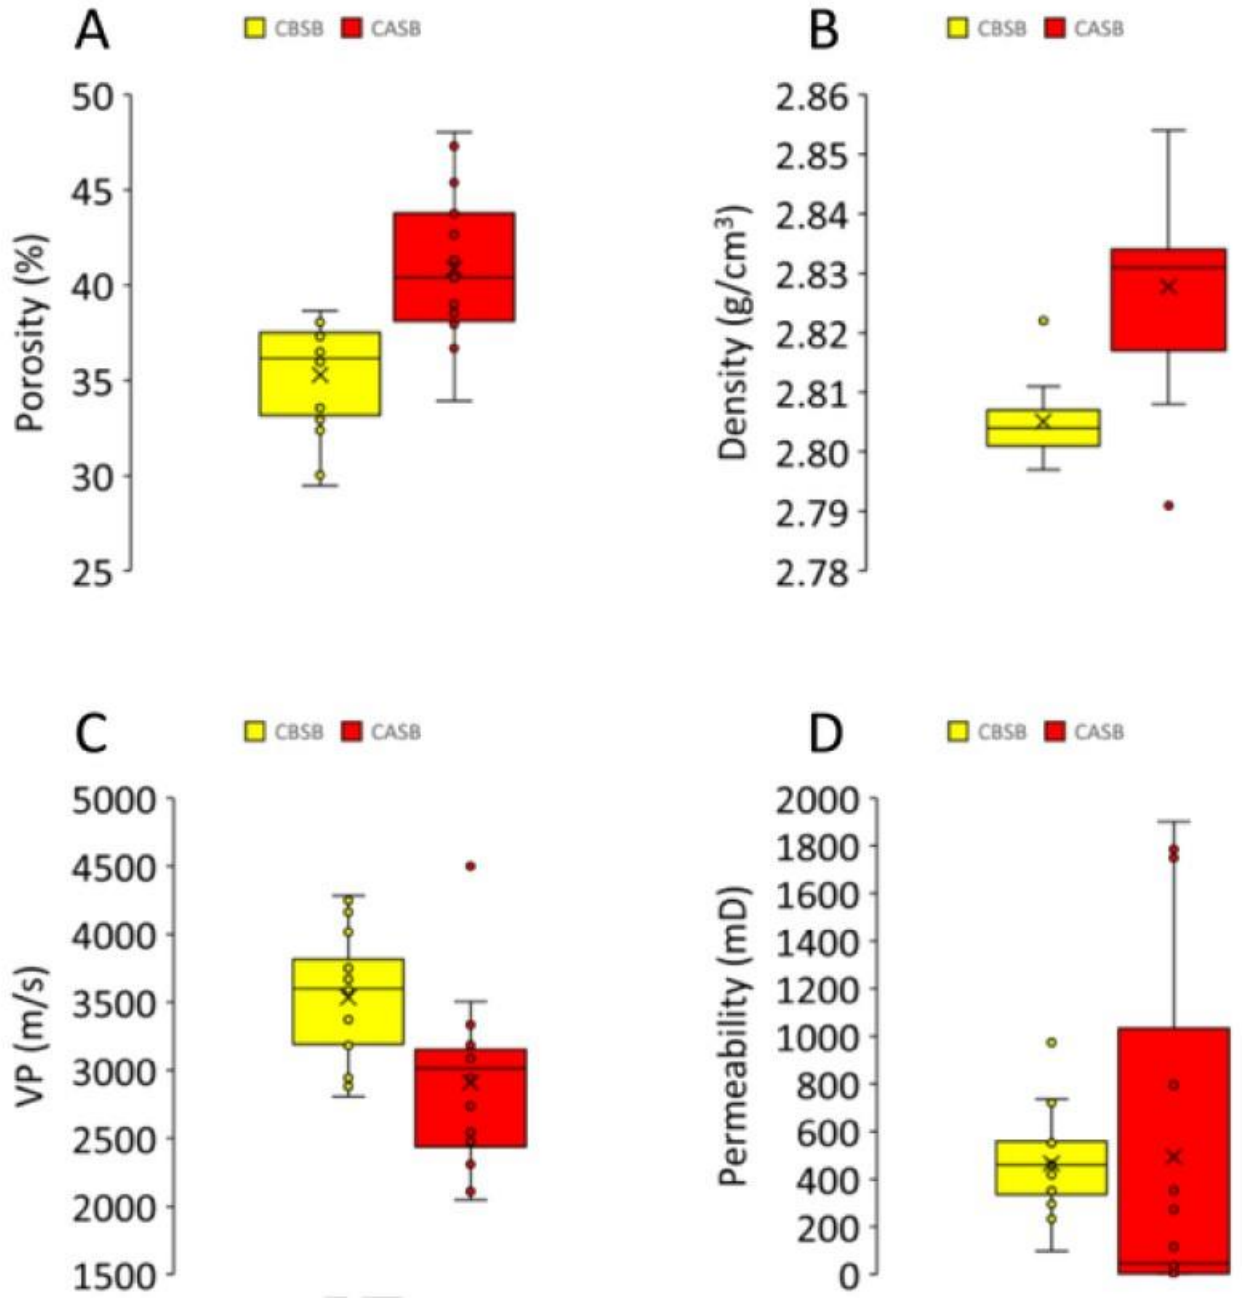 A
CBSB CASB
Porosity (%)
50
45
40
35
30
25
B
CBSB CASB
Density (g/cm³)
2.86
2.85
2.84
2.83
2.82
2.81
2.80
2.79
2.78
C
CBSB CASB
VP (m/s)
5000
4500
4000
3500
3000
2500
2000
1500
D
CBSB CASB
Permeability (mD)
2000
1800
1600
1400
1200
1000
800
600
400
200
0